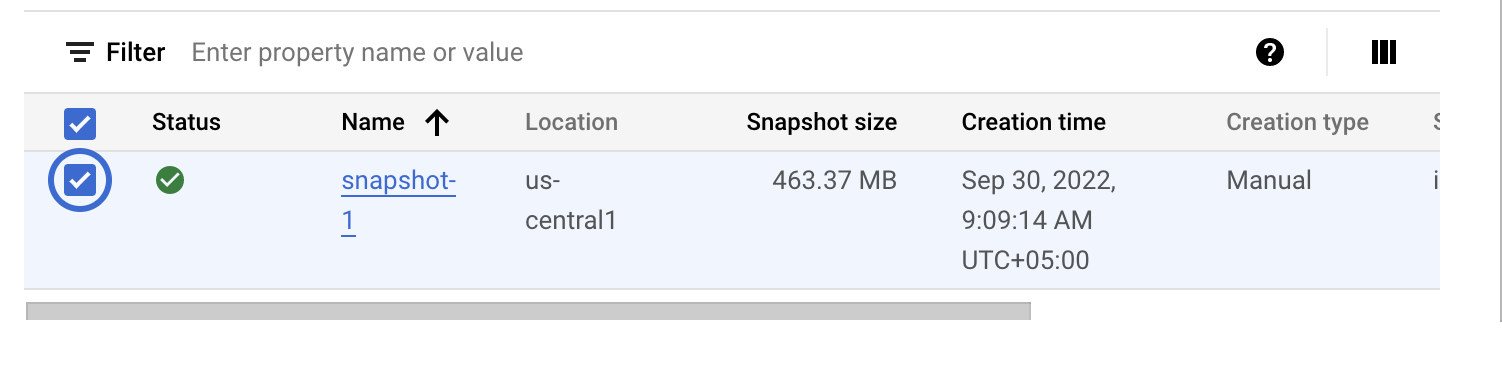 Filter Enter property name or value
Status Name Location Snapshot size Creation time Creation type
snapshot- us- 463.37 MB Sep 30, 2022, Manual
1 central1 9:09:14 AM
UTC+05:00